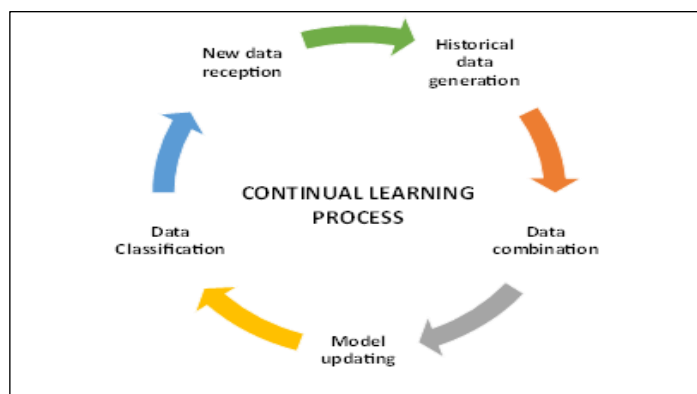 New data
reception
Historical
data
generation
CONTINUAL LEARNING
PROCESS
Data
Classification
Data
combination
Model
updating